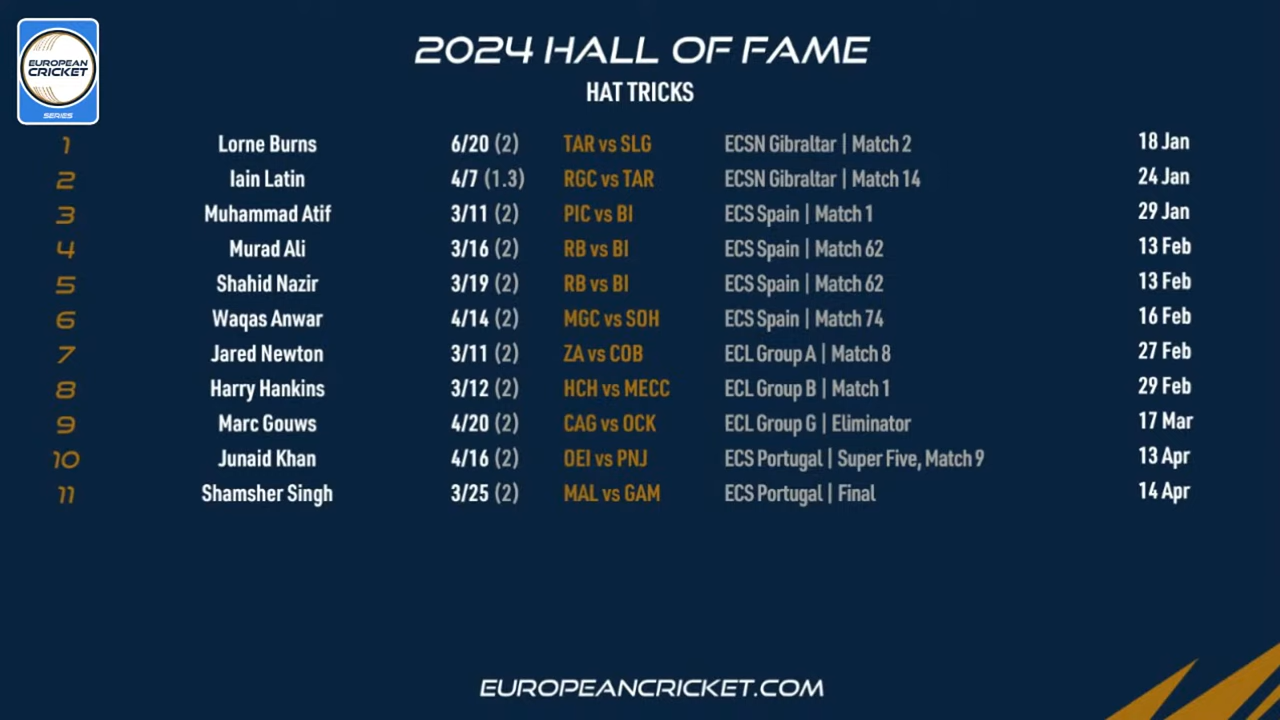 EUROPEAN
CRICKET
SERIES
2024 HALL OF FAME
HAT TRICKS
1 Lorne Burns 6/20 (2) TAR vs SLG ECSN Gibraltar | Match 2 18 Jan
2 Iain Latin 4/7 (1.3) RGC vs TAR ECSN Gibraltar | Match 14 24 Jan
3 Muhammad Atif 3/11 (2) PIC vs BI ECS Spain | Match 1 29 Jan
4 Murad Ali 3/16 (2) RB vs BI ECS Spain | Match 62 13 Feb
5 Shahid Nazir 3/19 (2) RB vs BI ECS Spain | Match 62 13 Feb
6 Waqas Anwar 4/14 (2) MGC vs SOH ECS Spain | Match 74 16 Feb
7 Jared Newton 3/11 (2) ZA vs COB ECL Group A | Match 8 27 Feb
8 Harry Hankins 3/12 (2) HCH vs MECC ECL Group B | Match 1 29 Feb
9 Marc Gouws 4/20 (2) CAG vs OCK ECL Group G | Eliminator 17 Mar
10 Junaid Khan 4/16 (2) OEI vs PNJ ECS Portugal | Super Five, Match 9 13 Apr
11 Shamsher Singh 3/25 (2) MAL vs GAM ECS Portugal | Final 14 Apr
EUROPEANCRICKET.COM